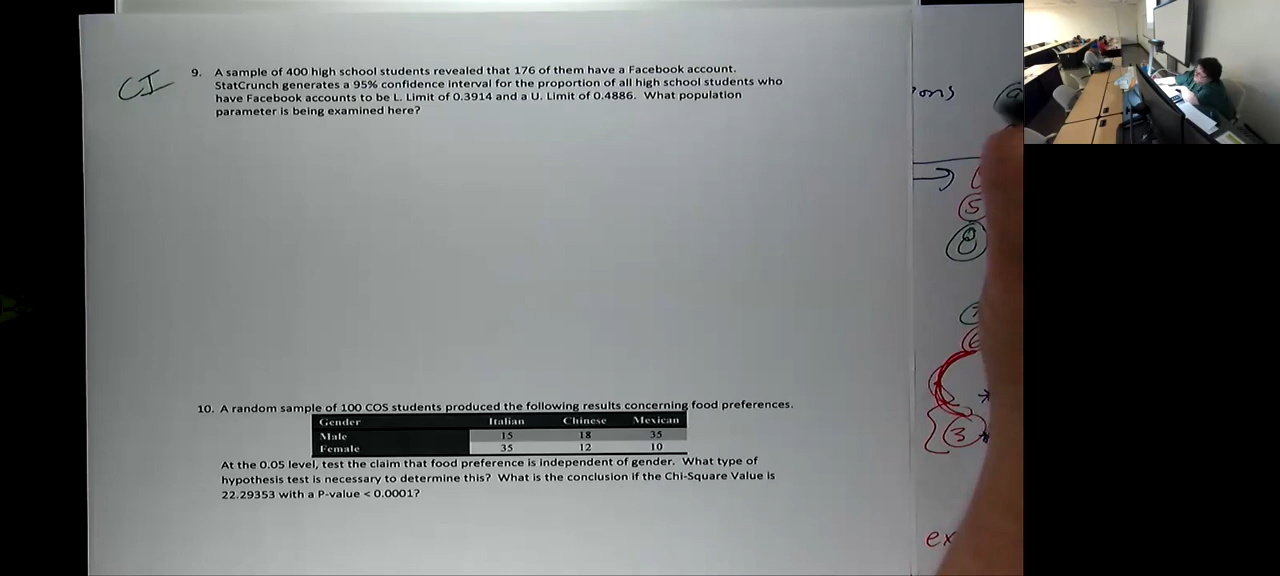 CI
9. A sample of 400 high school students revealed that 176 of them have a Facebook account.
StatCrunch generates a 95% confidence interval for the proportion of all high school students who
have Facebook accounts to be L. Limit of 0.3914 and a U. Limit of 0.4886. What population
parameter is being examined here?
ons
5
8
10. A random sample of 100 COS students produced the following results concerning food preferences.
Gender Italian Chinese Mexican
Male 15 18 35
Female 35 12 10
At the 0.05 level, test the claim that food preference is independent of gender. What type of
hypothesis test is necessary to determine this? What is the conclusion if the Chi-Square Value is
22.29353 with a P-value < 0.0001?
3
ex